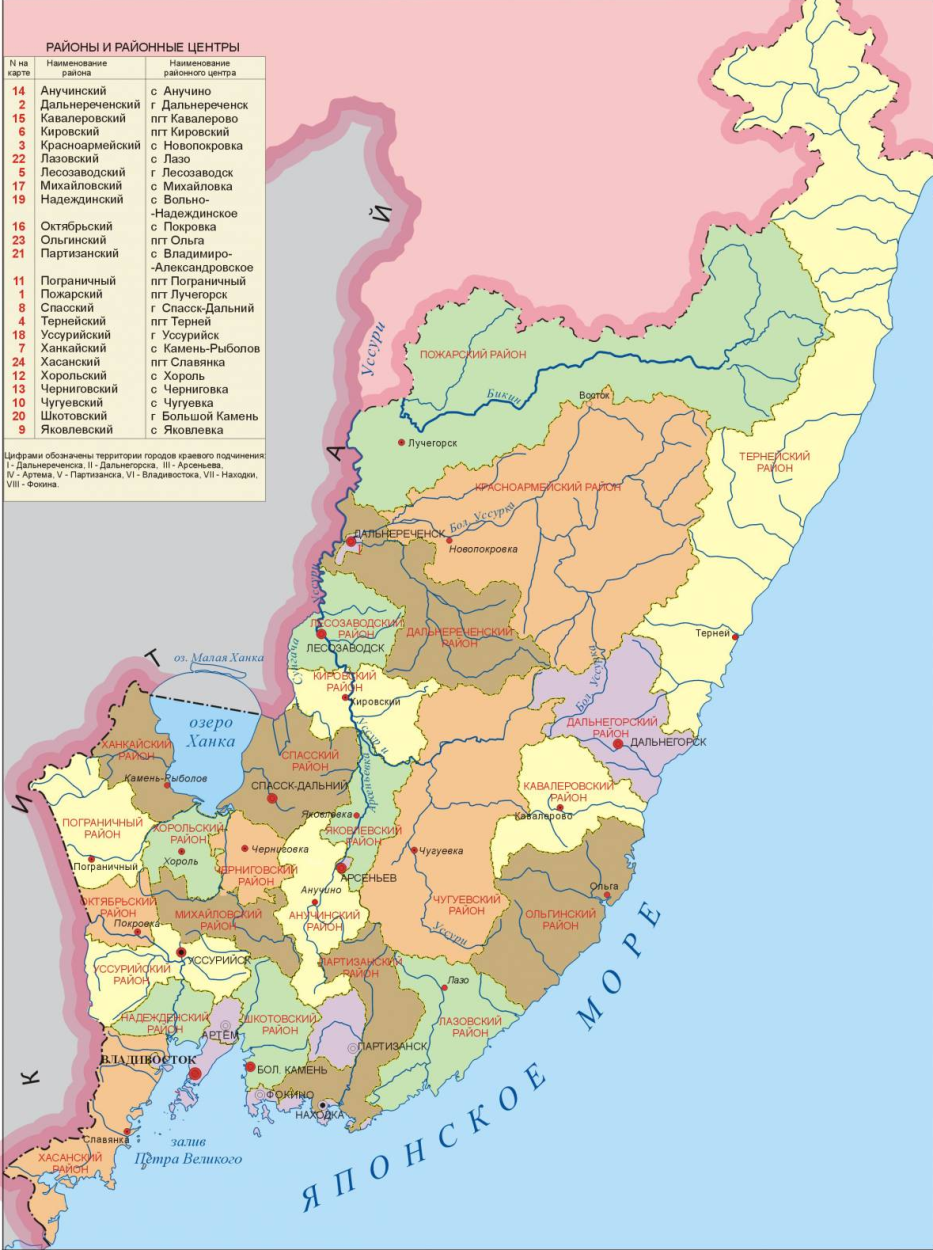 РАЙОНЫ И РАЙОННЫЕ ЦЕНТРЫ
N на карте Наименование района Наименование районного центра
14 Анучинский с Анучино
2 Дальнереченский г Дальнереченск
15 Кавалеровский пгт Кавалерово
6 Кировский пгт Кировский
3 Красноармейский с Новопокровка
22 Лазовский с Лазо
5 Лесозаводский г Лесозаводск
17 Михайловский с Михайловка
19 Надеждинский с Вольно-
-Надеждинское
16 Октябрьский с Покровка
23 Ольгинский пгт Ольга
21 Партизанский с Владимиро-
-Александровское
11 Пограничный пгт Пограничный
1 Пожарский пгт Лучегорск
8 Спасский г Спасск-Дальний
4 Тернейский пгт Терней
18 Уссурийский г Уссурийск
7 Ханкайский с Камень-Рыболов
24 Хасанский пгт Славянка
12 Хорольский с Хороль
13 Черниговский с Черниговка
10 Чугуевский с Чугуевка
20 Шкотовский г Большой Камень
9 Яковлевский с Яковлевка
Цифрами обозначены территории городов краевого подчинения:
I - Дальнереченска, II - Дальнегорска, III - Арсеньева,
IV - Артема, V - Партизанска, VI - Владивостока, VII - Находки,
VIII - Фокина.
КИТАЙ
Уссури
ПОЖАРСКИЙ РАЙОН
Бикин
Восток
Лучегорск
ТЕРНЕЙСКИЙ
РАЙОН
КРАСНОАРМЕЙСКИЙ РАЙОН
Бол. Уссурка
ДАЛЬНЕРЕЧЕНСК
Новопокровка
Уссури
ЛЕСОЗАВОДСКИЙ
РАЙОН
ДАЛЬНЕРЕЧЕНСКИЙ
РАЙОН
Терней
ЛЕСОЗАВОДСК
Сунгача
оз. Малая Ханка
Бол. Уссурка
КИРОВСКИЙ
РАЙОН
Кировский
озеро
Ханка
Уссури
ДАЛЬНЕГОРСКИЙ
РАЙОН
ДАЛЬНЕГОРСК
ХАНКАЙСКИЙ
РАЙОН
СПАССКИЙ
РАЙОН
Камень-Рыболов
СПАССК-ДАЛЬНИЙ
Арсеньевка
КАВАЛЕРОВСКИЙ
РАЙОН
Кавалерово
Яковлевка
ПОГРАНИЧНЫЙ
РАЙОН
ХОРОЛЬСКИЙ
РАЙОН
ЯКОВЛЕВСКИЙ
РАЙОН
Черниговка
Чугуевка
Пограничный
Хороль
ЧЕРНИГОВСКИЙ
РАЙОН
АРСЕНЬЕВ
Анучино
Ольга
ОКТЯБРЬСКИЙ
РАЙОН
ЧУГУЕВСКИЙ
РАЙОН
МИХАЙЛОВСКИЙ
РАЙОН
АНУЧИНСКИЙ
РАЙОН
ОЛЬГИНСКИЙ
РАЙОН
Покровка
Уссури
УССУРИЙСК
ПАРТИЗАНСКИЙ
РАЙОН
УССУРИЙСКИЙ
РАЙОН
Лазо
НАДЕЖДЕНСКИЙ
РАЙОН
ШКОТОВСКИЙ
РАЙОН
ЛАЗОВСКИЙ
РАЙОН
АРТЁМ
ПАРТИЗАНСК
ВЛАДИВОСТОК
БОЛ. КАМЕНЬ
ФОКИНО
НАХОДКА
Славянка
залив
Петра Великого
ХАСАНСКИЙ
РАЙОН
ЯПОНСКОЕ МОРЕ